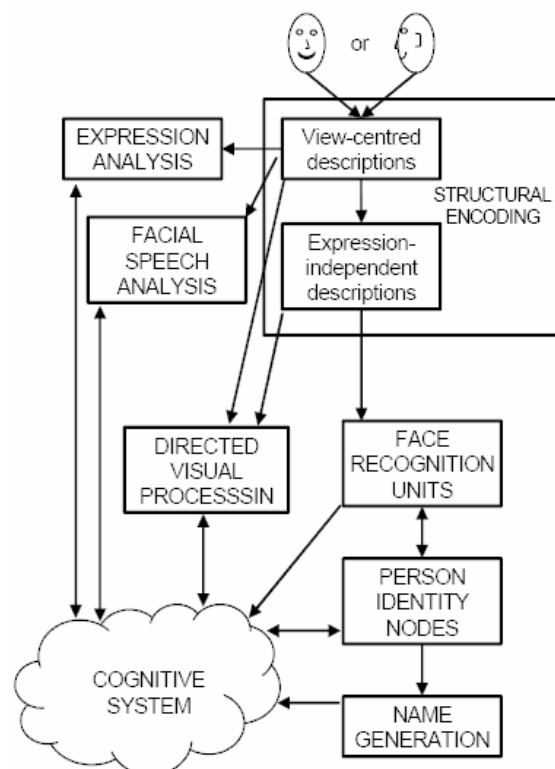 or
EXPRESSION
ANALYSIS
View-centred
descriptions
STRUCTURAL
ENCODING
FACIAL
SPEECH
ANALYSIS
Expression-
independent
descriptions
DIRECTED
VISUAL
PROCESSSIN
FACE
RECOGNITION
UNITS
PERSON
IDENTITY
NODES
COGNITIVE
SYSTEM
NAME
GENERATION